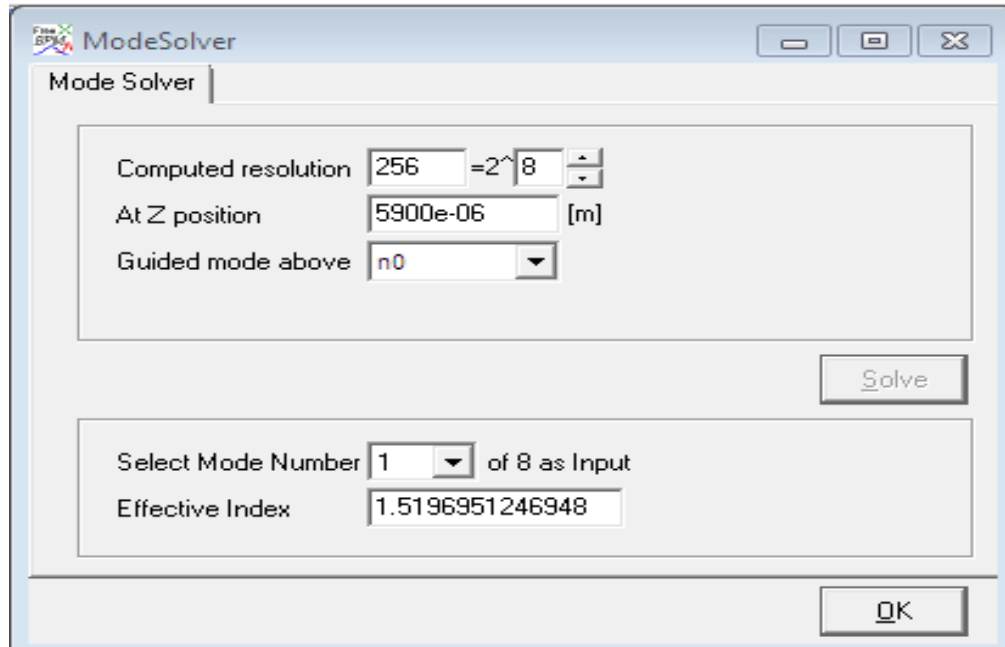 ModeSolver
Mode Solver
Computed resolution 256 =2^ 8
At Z position 5900e-06 [m]
Guided mode above n0
Solve
Select Mode Number 1 of 8 as Input
Effective Index 1.5196951246948
OK